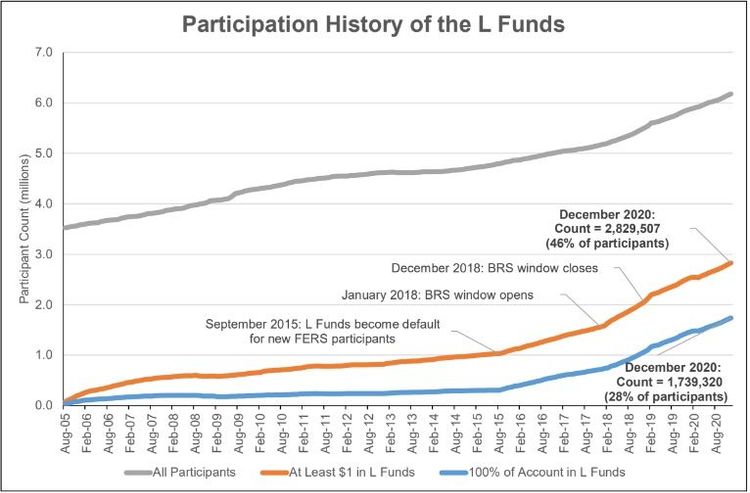 Participation History of the L Funds
Participant Count (millions)
7.0
6.0
5.0
4.0
3.0
2.0
1.0
0.0
December 2020:
Count = 2,829,507
(46% of participants)
December 2018: BRS window closes
January 2018: BRS window opens
September 2015: L Funds become default
for new FERS participants
December 2020:
Count = 1,739,320
(28% of participants)
Aug-05
Feb-06
Aug-06
Feb-07
Aug-07
Feb-08
Aug-08
Feb-09
Aug-09
Feb-10
Aug-10
Feb-11
Aug-11
Feb-12
Aug-12
Feb-13
Aug-13
Feb-14
Aug-14
Feb-15
Aug-15
Feb-16
Aug-16
Feb-17
Aug-17
Feb-18
Aug-18
Feb-19
Aug-19
Feb-20
Aug-20
All Participants
At Least $1 in L Funds
100% of Account in L Funds